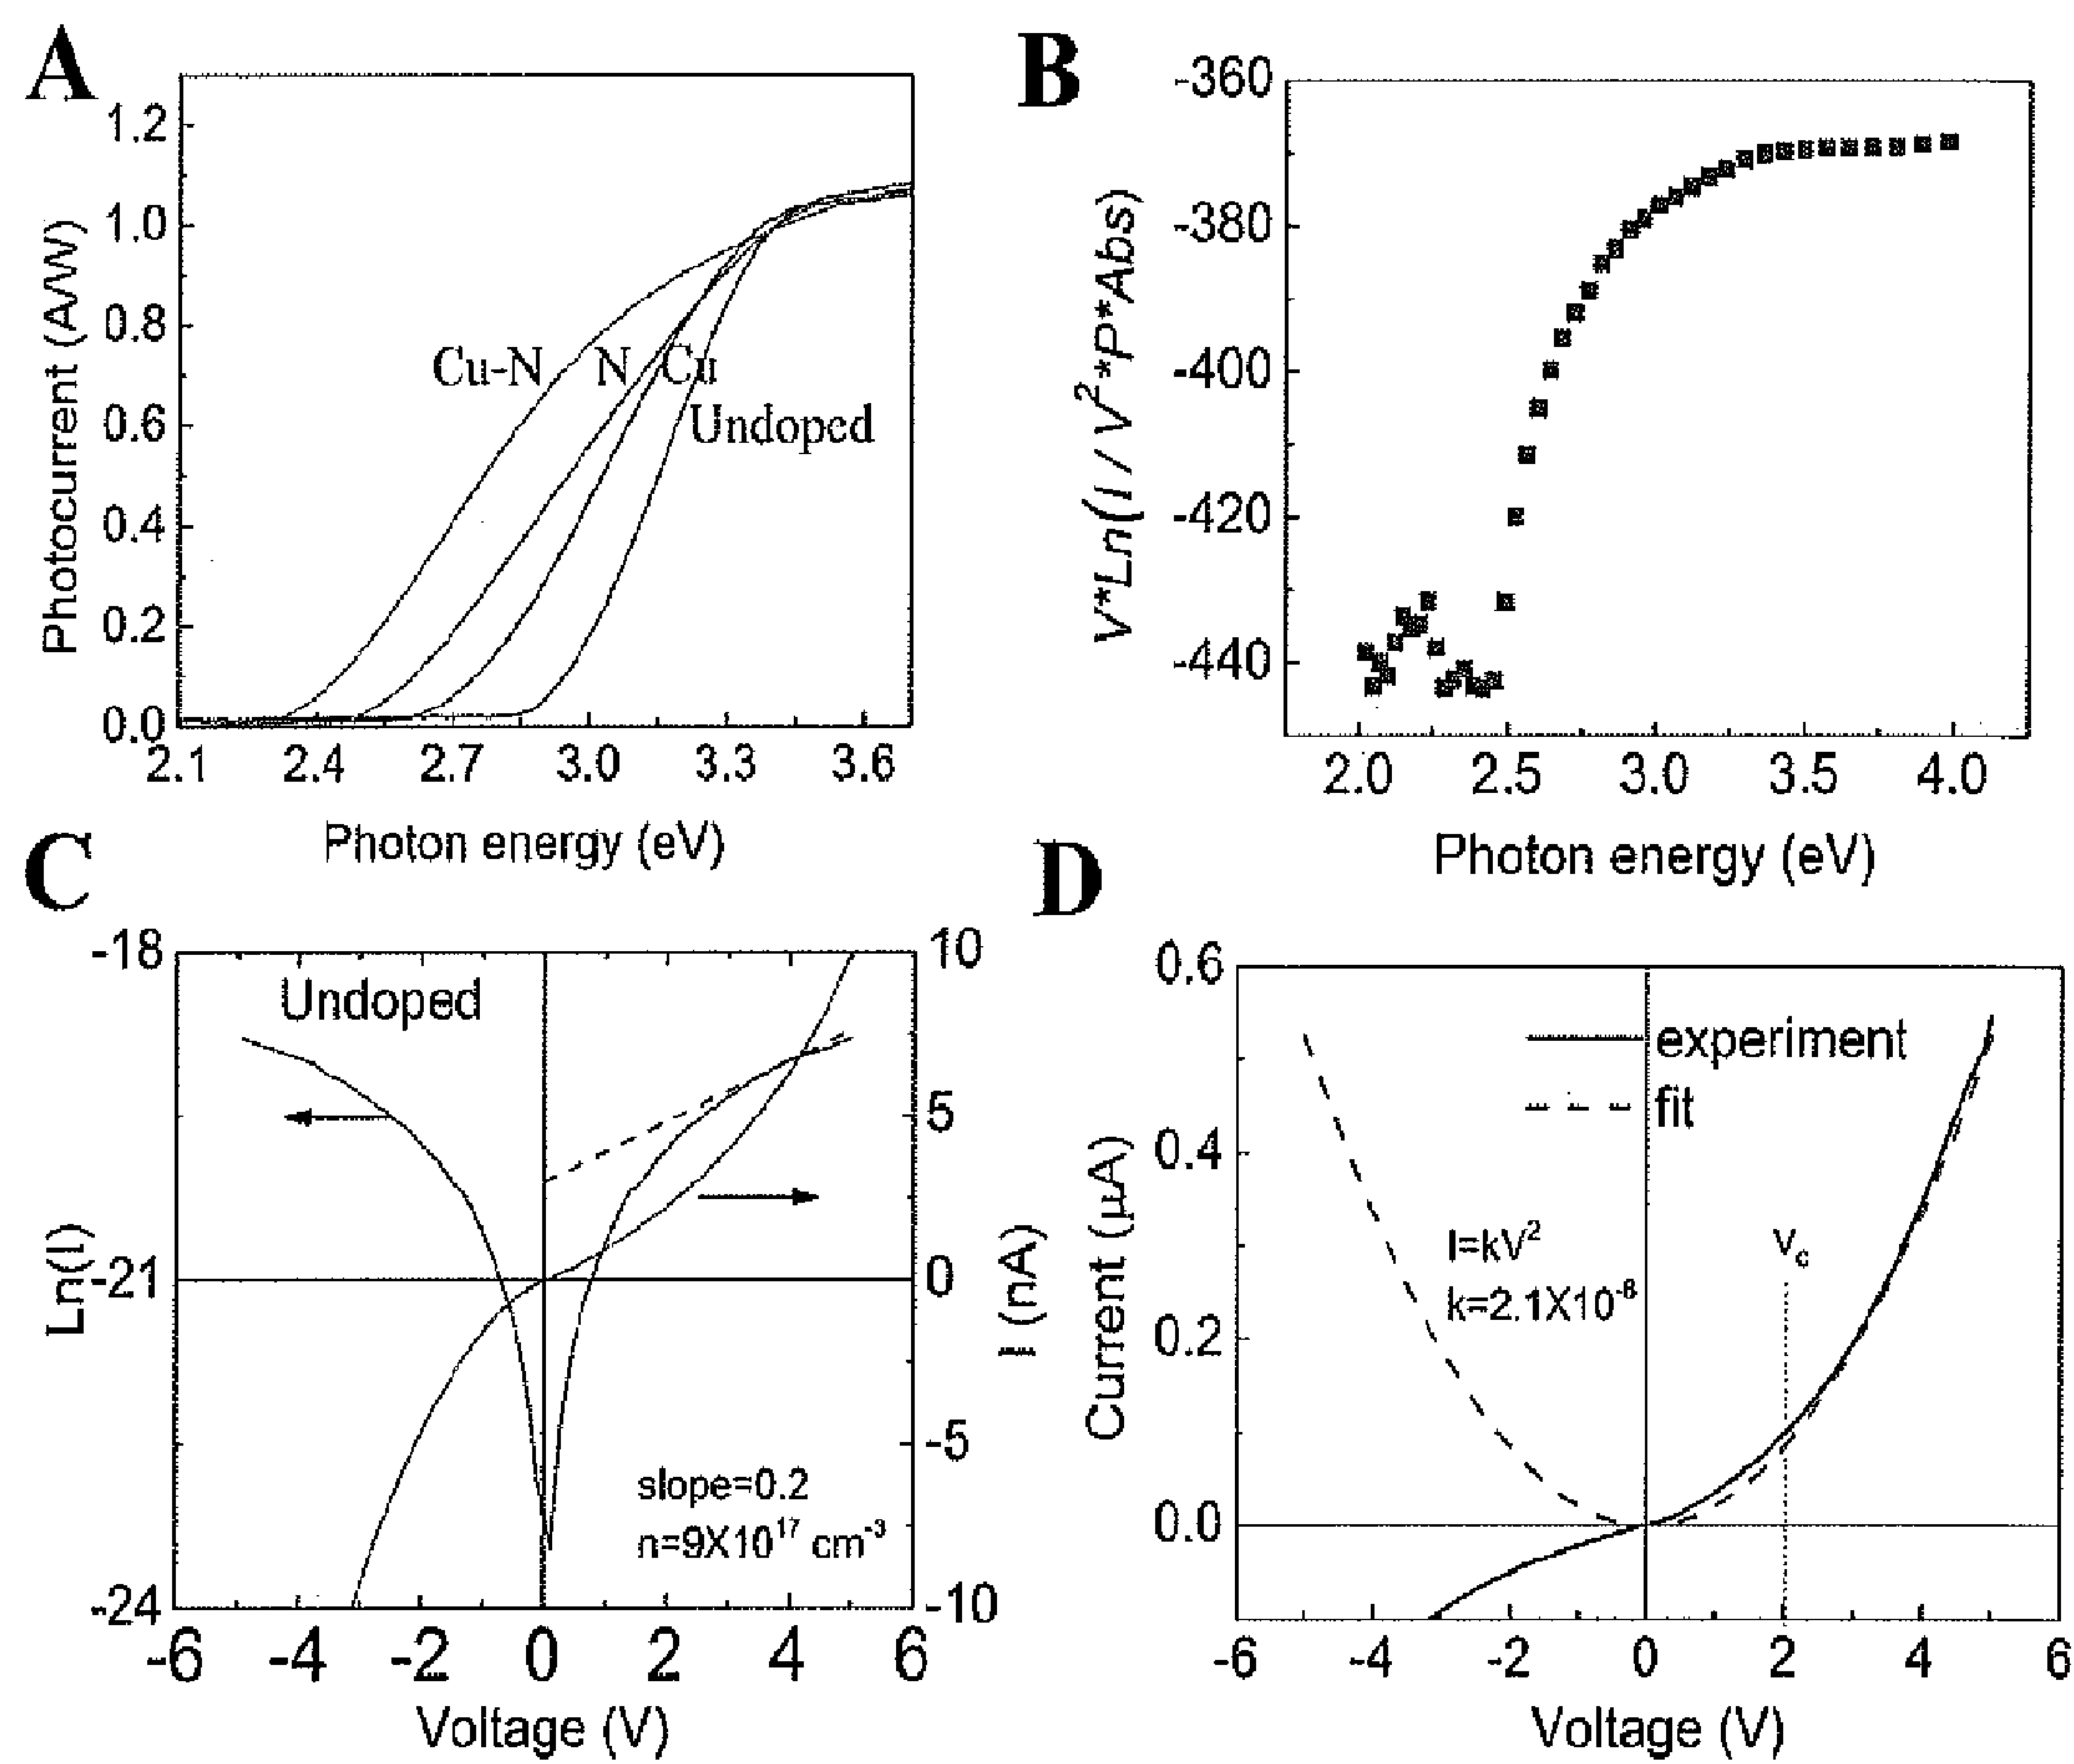 A
1.2
1.0
0.8
0.6
0.4
0.2
0.0
Photocurrent (A/W)
Cu-N
N
Cu
Undoped
2.1
2.4
2.7
3.0
3.3
3.6
Photon energy (eV)
B
-360
-380
-400
-420
-440
V*Ln(I / V²*P*Abs)
2.0
2.5
3.0
3.5
4.0
Photon energy (eV)
C
-18
-21
-24
Ln(I)
Undoped
10
5
0
-5
-10
I (nA)
slope=0.2
n=9X10¹⁷ cm⁻³
-6
-4
-2
0
2
4
6
Voltage (V)
D
0.6
0.4
0.2
0.0
Current (µA)
experiment
fit
I=kV²
k=2.1X10⁻⁸
Vc
-6
-4
-2
0
2
4
6
Voltage (V)